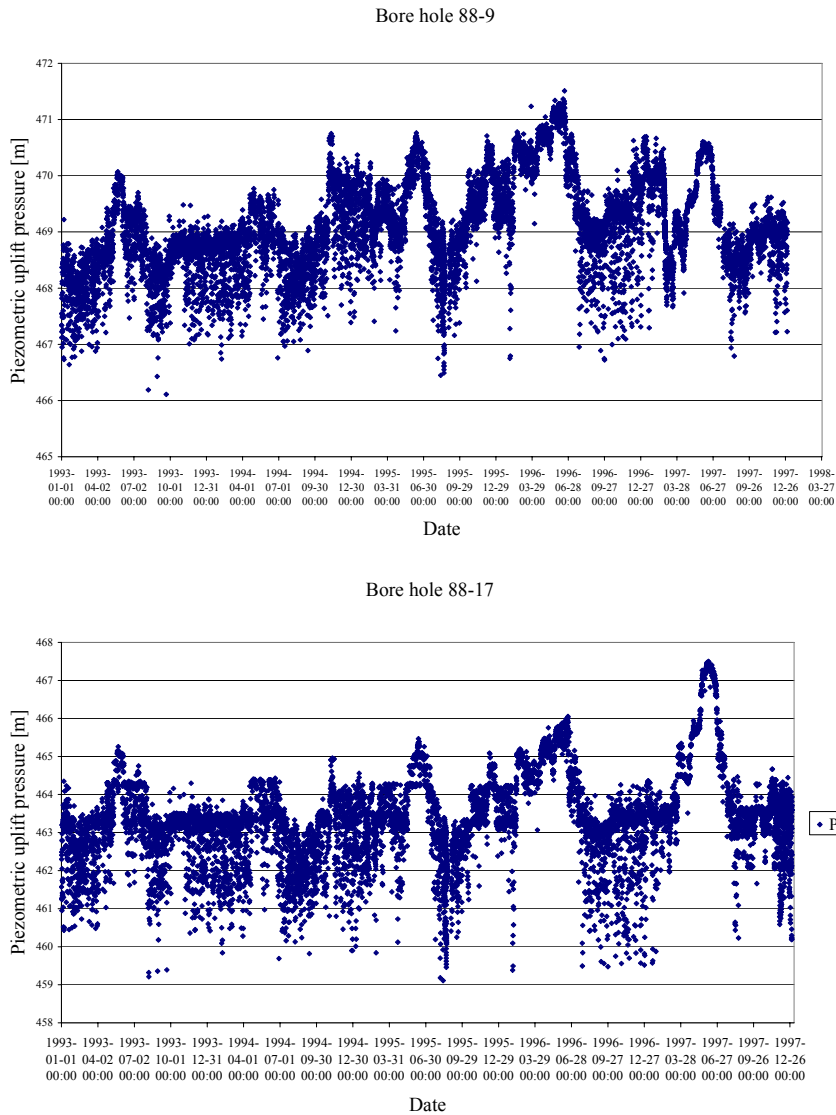 Bore hole 88-9
472
471
470
469
468
467
466
465
Piezometric uplift pressure [m]
1993- 1993- 1993- 1993- 1993- 1994- 1994- 1994- 1994- 1995- 1995- 1995- 1995- 1996- 1996- 1996- 1996- 1997- 1997- 1997- 1997- 1998-
01-01 04-02 07-02 10-01 12-31 04-01 07-01 09-30 12-30 03-31 06-30 09-29 12-29 03-29 06-28 09-27 12-27 03-28 06-27 09-26 12-26 03-27
00:00 00:00 00:00 00:00 00:00 00:00 00:00 00:00 00:00 00:00 00:00 00:00 00:00 00:00 00:00 00:00 00:00 00:00 00:00 00:00 00:00 00:00
Date
Bore hole 88-17
468
467
466
465
464
463
462
461
460
459
458
Piezometric uplift pressure [m]
P
1993- 1993- 1993- 1993- 1993- 1994- 1994- 1994- 1994- 1995- 1995- 1995- 1995- 1996- 1996- 1996- 1996- 1997- 1997- 1997- 1997-
01-01 04-02 07-02 10-01 12-31 04-01 07-01 09-30 12-30 03-31 06-30 09-29 12-29 03-29 06-28 09-27 12-27 03-28 06-27 09-26 12-26
00:00 00:00 00:00 00:00 00:00 00:00 00:00 00:00 00:00 00:00 00:00 00:00 00:00 00:00 00:00 00:00 00:00 00:00 00:00 00:00 00:00
Date